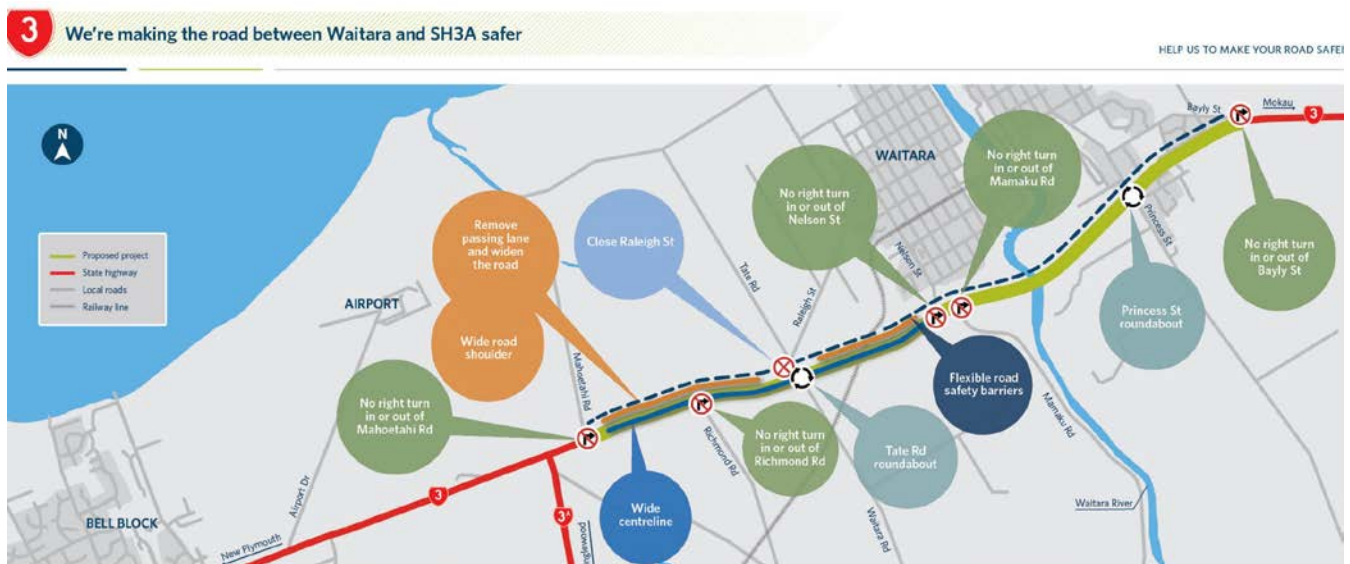 3
We're making the road between Waitara and SH3A safer
HELP US TO MAKE YOUR ROAD SAFE
N
Proposed project
State highway
Local roads
Railway line
AIRPORT
BELL BLOCK
WAITARA
Remove
passing lane
and widen
the road
Wide road
shoulder
Close Raleigh St
No right turn
in or out of
Nelson St
No right turn
in or out of
Mamaku Rd
No right turn
in or out of
Bayly St
Princess St
roundabout
Flexible road
safety barriers
Tate Rd
roundabout
No right turn
in or out of
Richmond Rd
Wide
centreline
No right turn
in or out of
Mahoetahi Rd
Bayly St
Mokau
3
Princess St
Nelson St
Tate Rd
Raleigh St
Mahoetahi Rd
Richmond Rd
Waitara Rd
Mamaku Rd
Waitara River
Airport Dr
New Plymouth
3
3A
nglewood